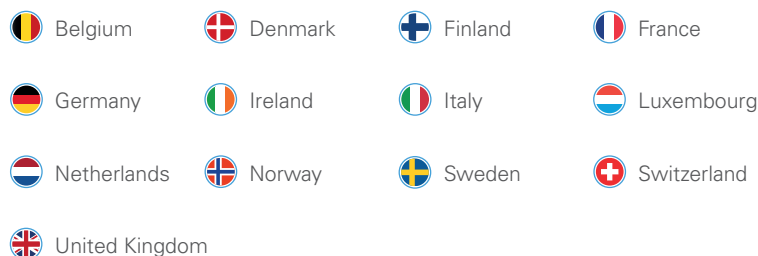 Belgium Denmark Finland France
Germany Ireland Italy Luxembourg
Netherlands Norway Sweden Switzerland
United Kingdom